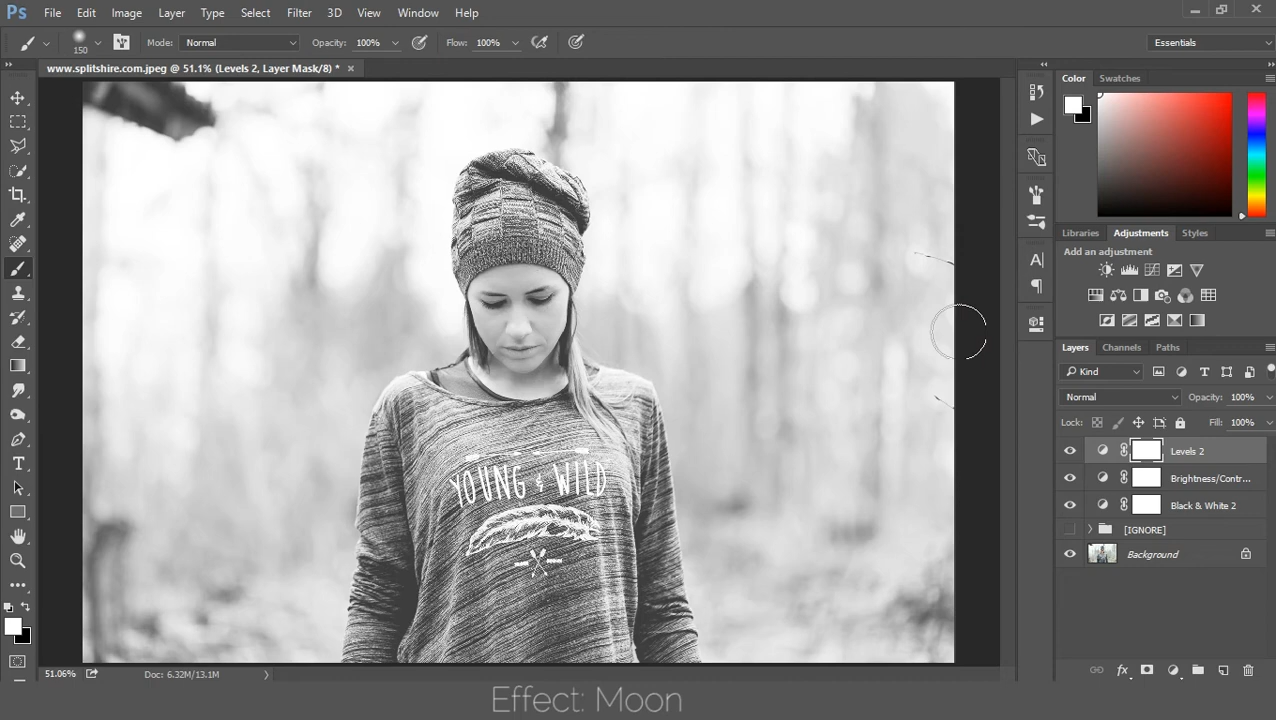 Ps File Edit Image Layer Type Select Filter 3D View Window Help
150 Mode: Normal Opacity: 100% Flow: 100% Essentials
www.splitshire.com.jpeg @ 51.1% (Levels 2, Layer Mask/8) * ×
Color Swatches
Libraries Adjustments Styles
Add an adjustment
Layers Channels Paths
Kind
Normal Opacity: 100%
Lock: Fill: 100%
Levels 2
Brightness/Contr...
Black & White 2
[IGNORE]
Background
YOUNG & WILD
51.06% Doc: 6.32M/13.1M
Effect: Moon